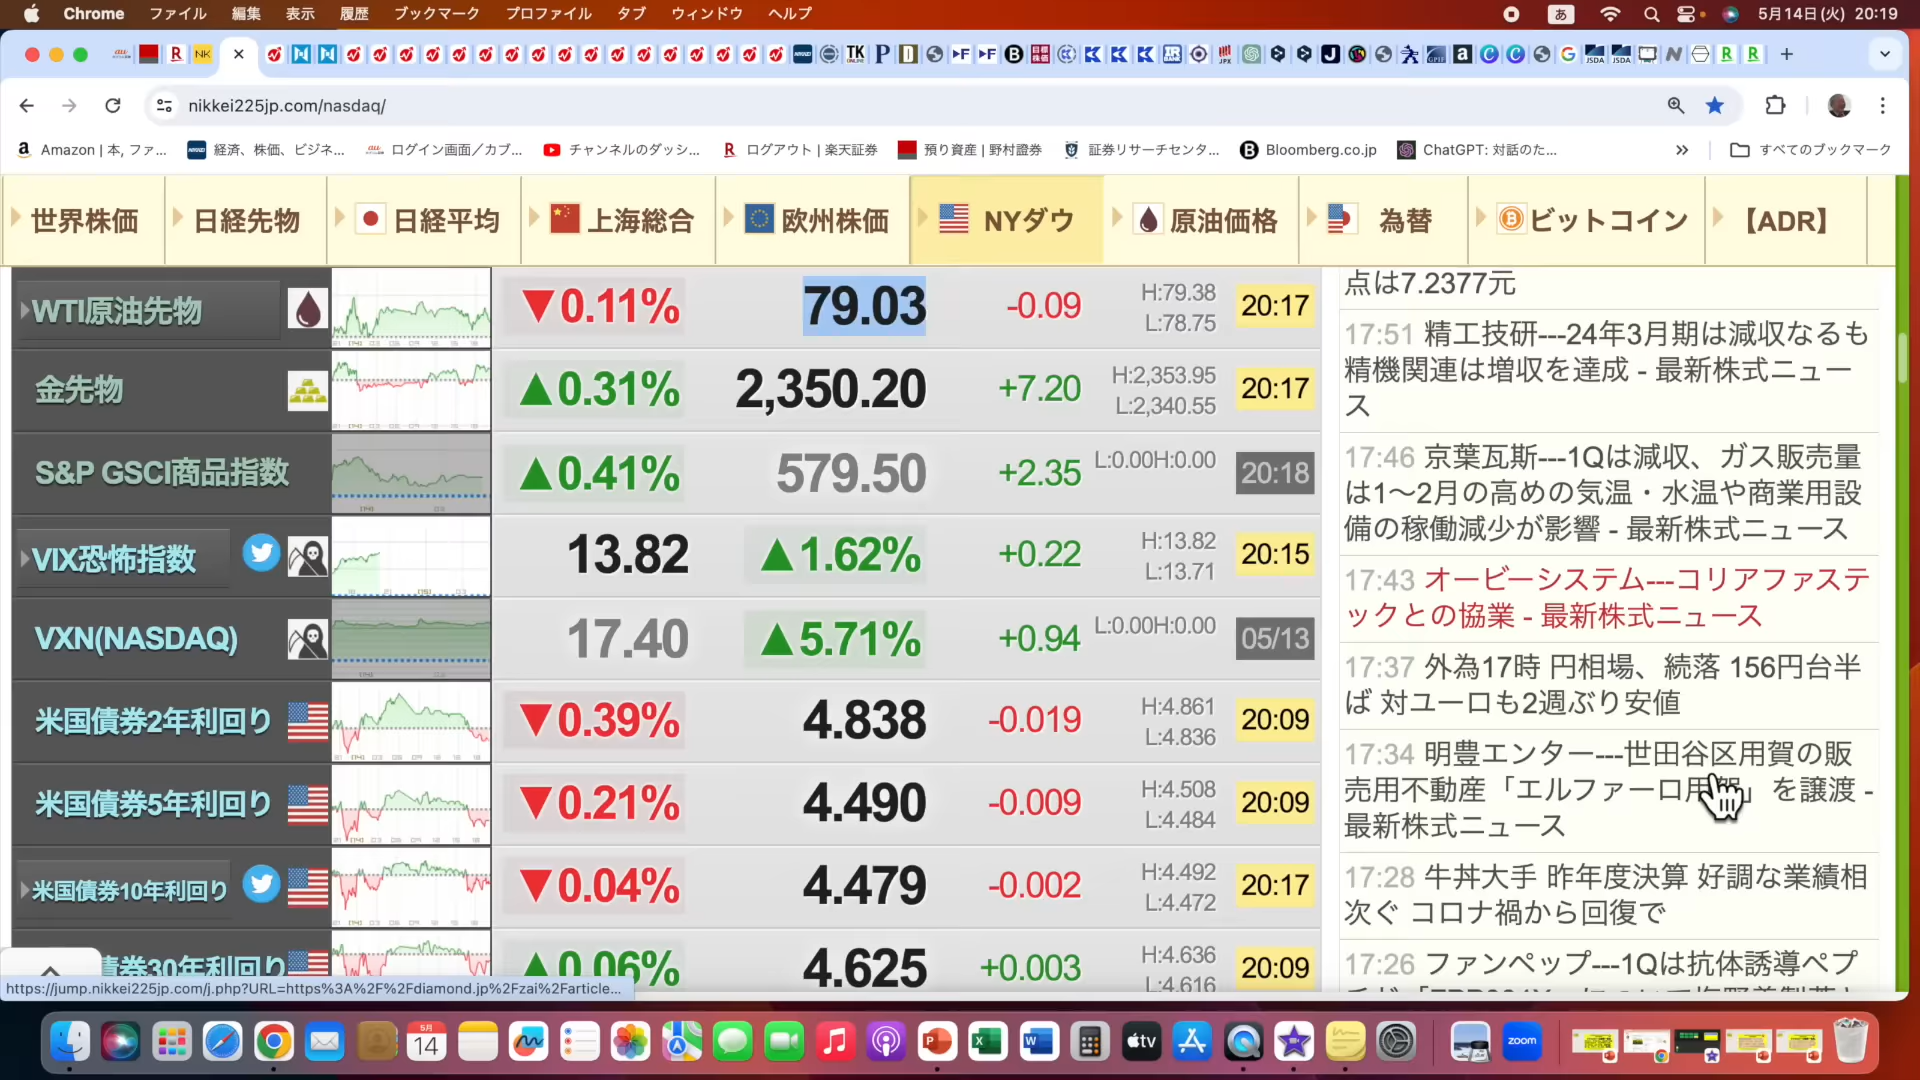 Chrome ファイル 編集 表示 履歴 ブックマーク プロファイル タブ ウィンドウ ヘルプ
あ 5月14日(火) 20:19
nikkei225jp.com/nasdaq/
Amazon | 本, ファ... 経済、株価、ビジネ... ログイン画面／カブ... チャンネルのダッシ... ログアウト | 楽天証券 預り資産 | 野村證券 証券リサーチセンタ... Bloomberg.co.jp ChatGPT: 対話のた... すべてのブックマーク
世界株価 日経先物 日経平均 上海総合 欧州株価 NYダウ 原油価格 為替 ビットコイン 【ADR】
WTI原油先物 ▼0.11% 79.03 -0.09 H:79.38 L:78.75 20:17
金先物 ▲0.31% 2,350.20 +7.20 H:2,353.95 L:2,340.55 20:17
S&P GSCI商品指数 ▲0.41% 579.50 +2.35 L:0.00H:0.00 20:18
VIX恐怖指数 13.82 ▲1.62% +0.22 H:13.82 L:13.71 20:15
VXN(NASDAQ) 17.40 ▲5.71% +0.94 L:0.00H:0.00 05/13
米国債券2年利回り ▼0.39% 4.838 -0.019 H:4.861 L:4.836 20:09
米国債券5年利回り ▼0.21% 4.490 -0.009 H:4.508 L:4.484 20:09
米国債券10年利回り ▼0.04% 4.479 -0.002 H:4.492 L:4.472 20:17
債券30年利回り ▲0.06% 4.625 +0.003 H:4.636 L:4.616 20:09
点は7.2377元
17:51 精工技研---24年3月期は減収なるも
精機関連は増収を達成 - 最新株式ニュー
ス
17:46 京葉瓦斯---1Qは減収、ガス販売量
は1〜2月の高めの気温・水温や商業用設
備の稼働減少が影響 - 最新株式ニュース
17:43 オービーシステム---コリアファステ
ックとの協業 - 最新株式ニュース
17:37 外為17時 円相場、続落 156円台半
ば 対ユーロも2週ぶり安値
17:34 明豊エンター---世田谷区用賀の販
売用不動産「エルファーロ用賀」を譲渡 -
最新株式ニュース
17:28 牛丼大手 昨年度決算 好調な業績相
次ぐ コロナ禍から回復で
17:26 ファンペップ---1Qは抗体誘導ペプ
https://jump.nikkei225jp.com/j.php?URL=https%3A%2F%2Fdiamond.jp%2Fzai%2Farticle...
5月
14
tv
zoom